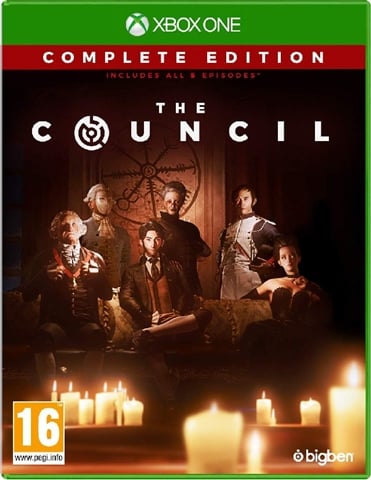 XBOX ONE
COMPLETE EDITION
INCLUDES ALL 5 EPISODES*
THE
COUNCIL
16
www.pegi.info
bigben